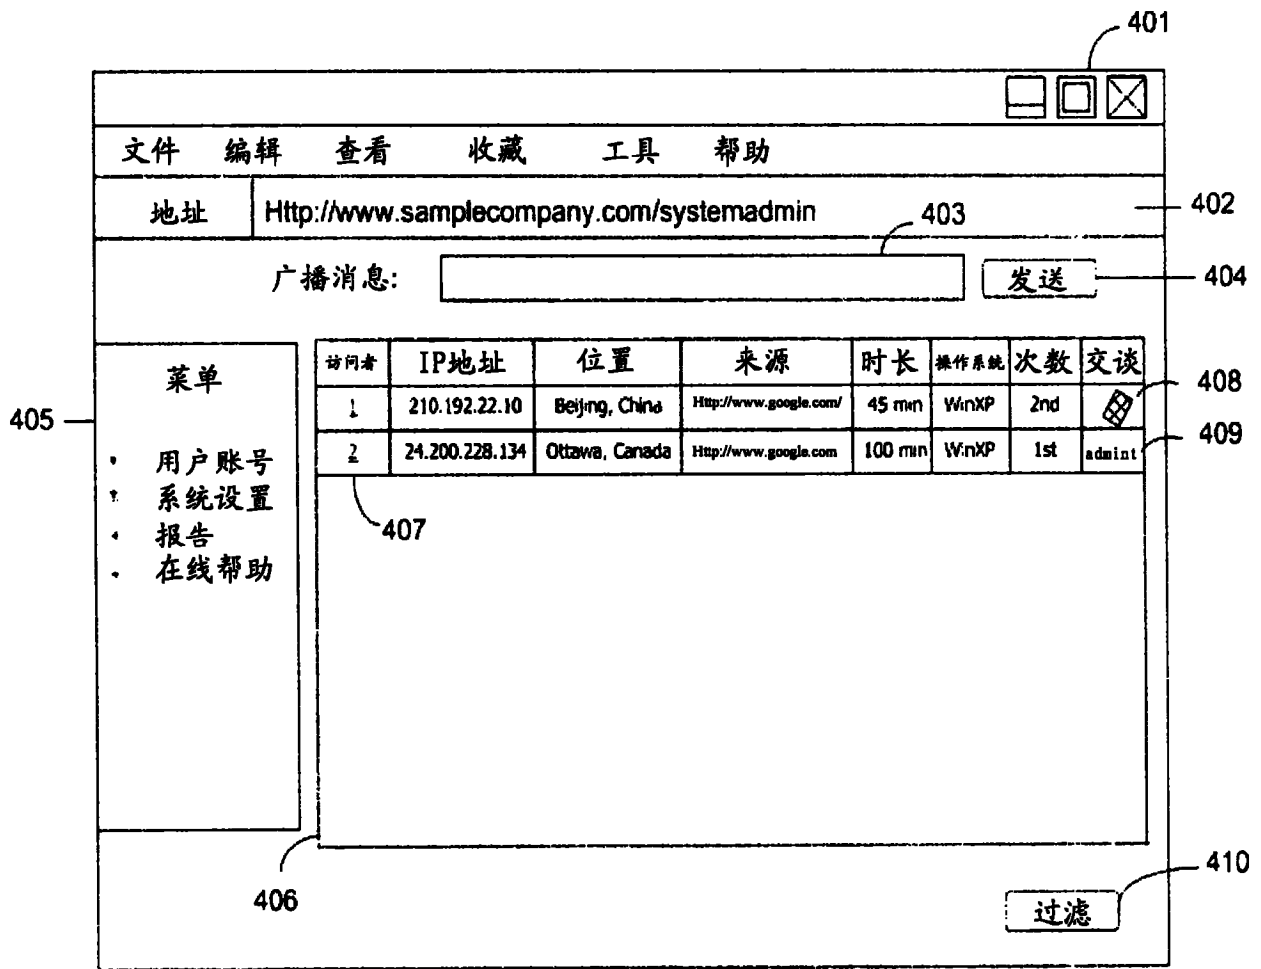 401
文件 编辑 查看 收藏 工具 帮助
地址 Http://www.samplecompany.com/systemadmin 402
403
广播消息: 发送 404
菜单
405
用户账号
系统设置
报告
在线帮助
访问者 IP地址 位置 来源 时长 操作系统 次数 交谈
1 210.192.22.10 Beijing, China Http://www.google.com/ 45 min WinXP 2nd 408
2 24.200.228.134 Ottawa, Canada Http://www.google.com 100 min WinXP 1st admint 409
407
406
过滤 410